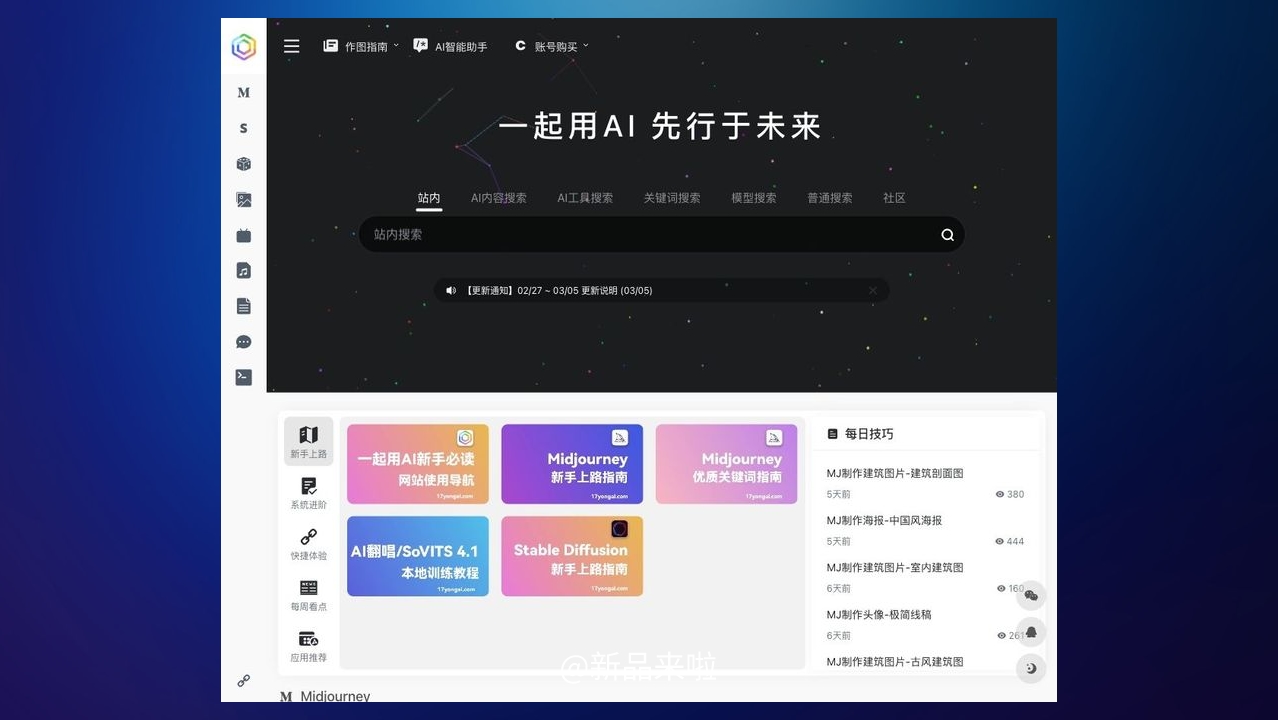 作图指南
AI智能助手
账号购买
M
S
一起用AI 先行于未来
站内
AI内容搜索
AI工具搜索
关键词搜索
模型搜索
普通搜索
社区
站内搜索
【更新通知】02/27 ~ 03/05 更新说明 (03/05)
新手上路
系统进阶
快捷体验
每周看点
应用推荐
一起用AI新手必读
网站使用导航
17yongai.com
Midjourney
新手上路指南
17yongai.com
Midjourney
优质关键词指南
17yongai.com
AI翻唱/SoVITS 4.1
本地训练教程
17yongai.com
Stable Diffusion
新手上路指南
17yongai.com
每日技巧
MJ制作建筑图片-建筑剖面图
5天前
380
MJ制作海报-中国风海报
5天前
444
MJ制作建筑图片-室内建筑图
6天前
160
MJ制作头像-极简线稿
6天前
261
MJ制作建筑图片-古风建筑图
@新品来啦
M Midjourney